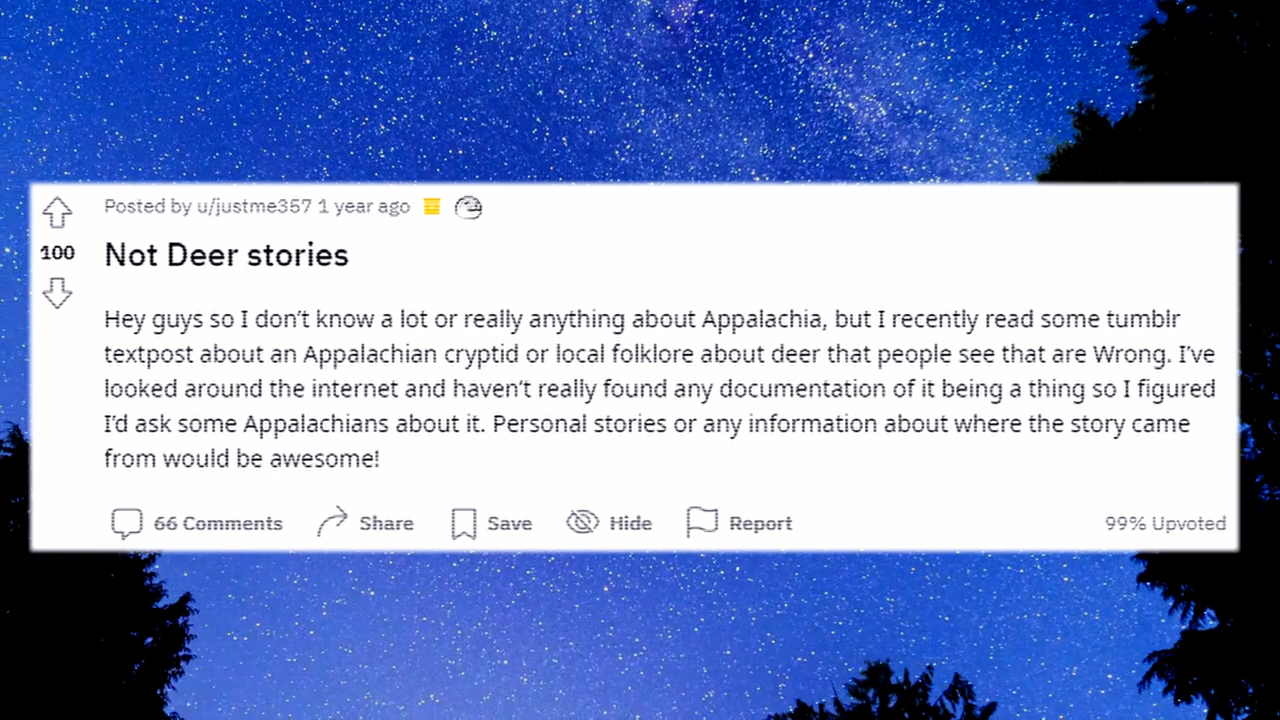 Posted by u/justme357 1 year ago
100
Not Deer stories
Hey guys so I don’t know a lot or really anything about Appalachia, but I recently read some tumblr
textpost about an Appalachian cryptid or local folklore about deer that people see that are Wrong. I’ve
looked around the internet and haven’t really found any documentation of it being a thing so I figured
I’d ask some Appalachians about it. Personal stories or any information about where the story came
from would be awesome!
66 Comments Share Save Hide Report 99% Upvoted